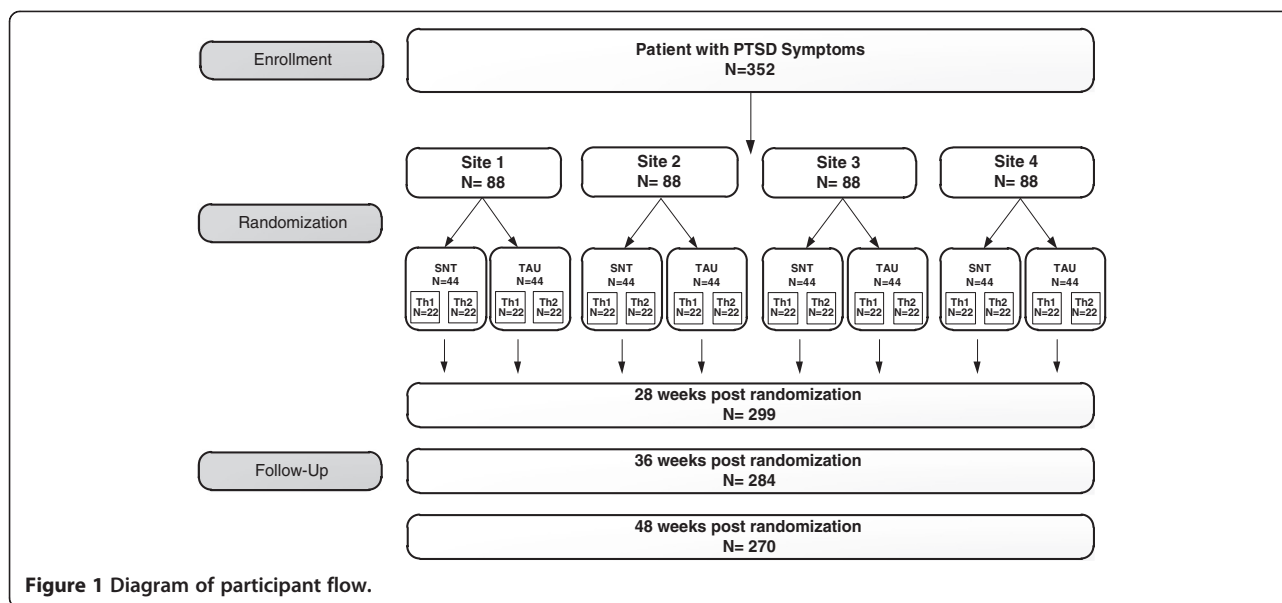 Enrollment
Patient with PTSD Symptoms
N=352
Site 1
N= 88
Site 2
N= 88
Site 3
N= 88
Site 4
N= 88
Randomization
SNT
N=44
Th1
N=22
Th2
N=22
TAU
N=44
Th1
N=22
Th2
N=22
SNT
N=44
Th1
N=22
Th2
N=22
TAU
N=44
Th1
N=22
Th2
N=22
SNT
N=44
Th1
N=22
Th2
N=22
TAU
N=44
Th1
N=22
Th2
N=22
SNT
N=44
Th1
N=22
Th2
N=22
TAU
N=44
Th1
N=22
Th2
N=22
28 weeks post randomization
N= 299
Follow-Up
36 weeks post randomization
N= 284
48 weeks post randomization
N= 270
Figure 1 Diagram of participant flow.